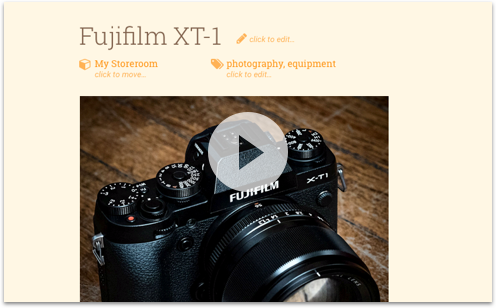 Fujifilm XT-1 click to edit...
My Storeroom photography, equipment
click to move... click to edit...
FUJIFILM
X-T1